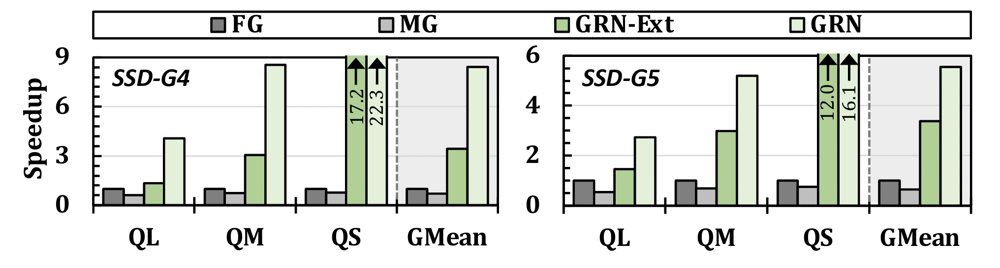 FG MG GRN-Ext GRN
Speedup
9
6
3
0
SSD-G4
17.2
22.3
QL QM QS GMean
6
4
2
0
SSD-G5
12.0
16.1
QL QM QS GMean